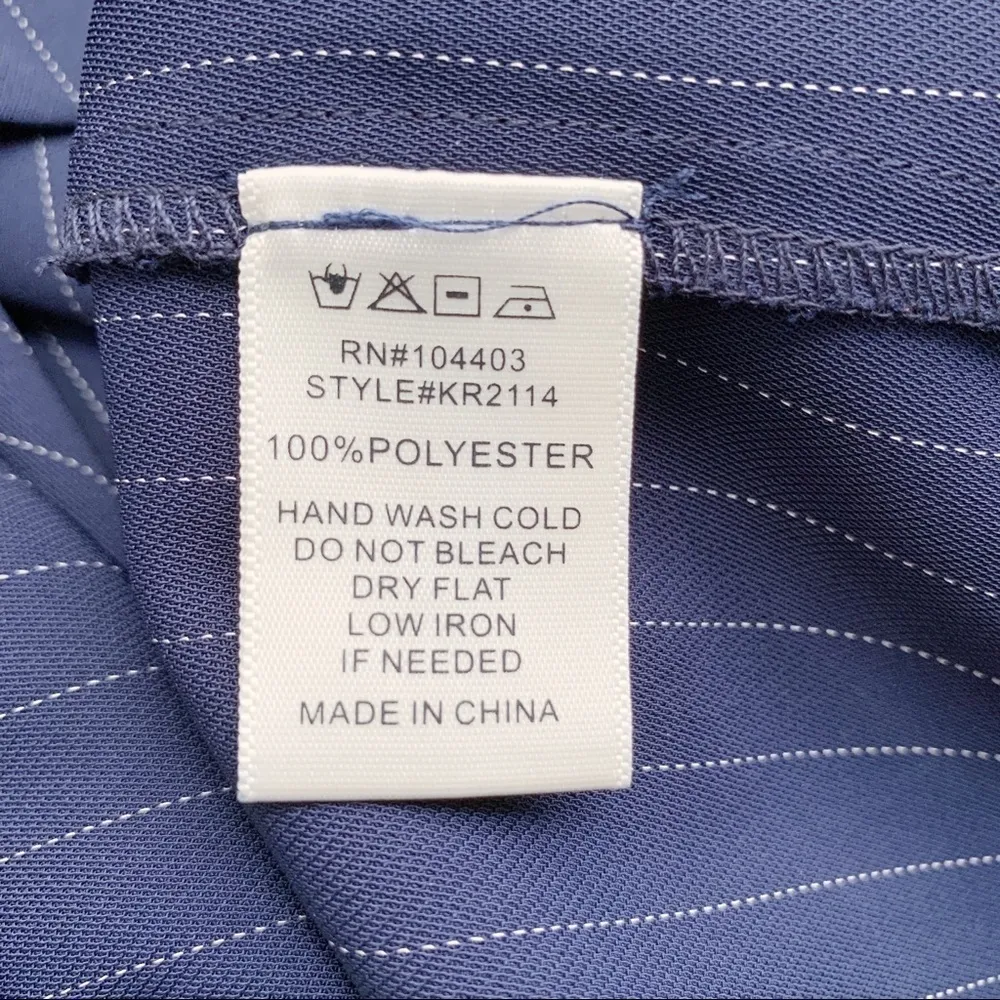 RN#104403
STYLE#KR2114
100%POLYESTER
HAND WASH COLD
DO NOT BLEACH
DRY FLAT
LOW IRON
IF NEEDED
MADE IN CHINA